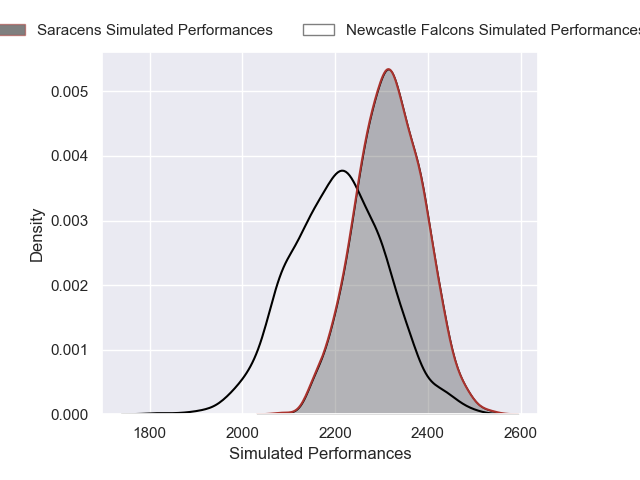 Saracens Simulated Performances Newcastle Falcons Simulated Performances
0.005
0.004
0.003
0.002
0.001
0.000
Density
1800 2000 2200 2400 2600
Simulated Performances